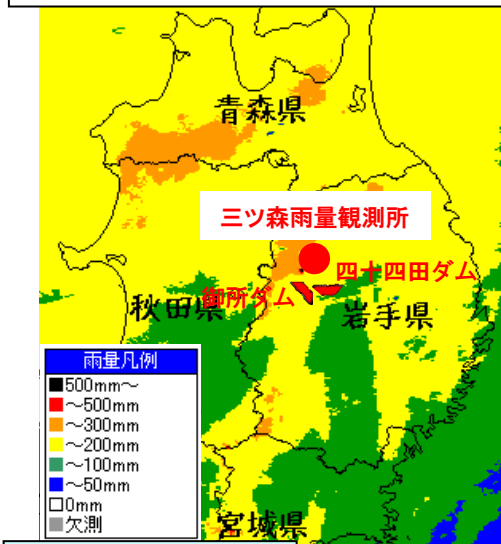 青森県
三ツ森雨量観測所
四十四田ダム
御所ダム
秋田県
岩手県
雨量凡例
500mm～
～500mm
～300mm
～200mm
～100mm
～50mm
0mm
欠測
宮城県